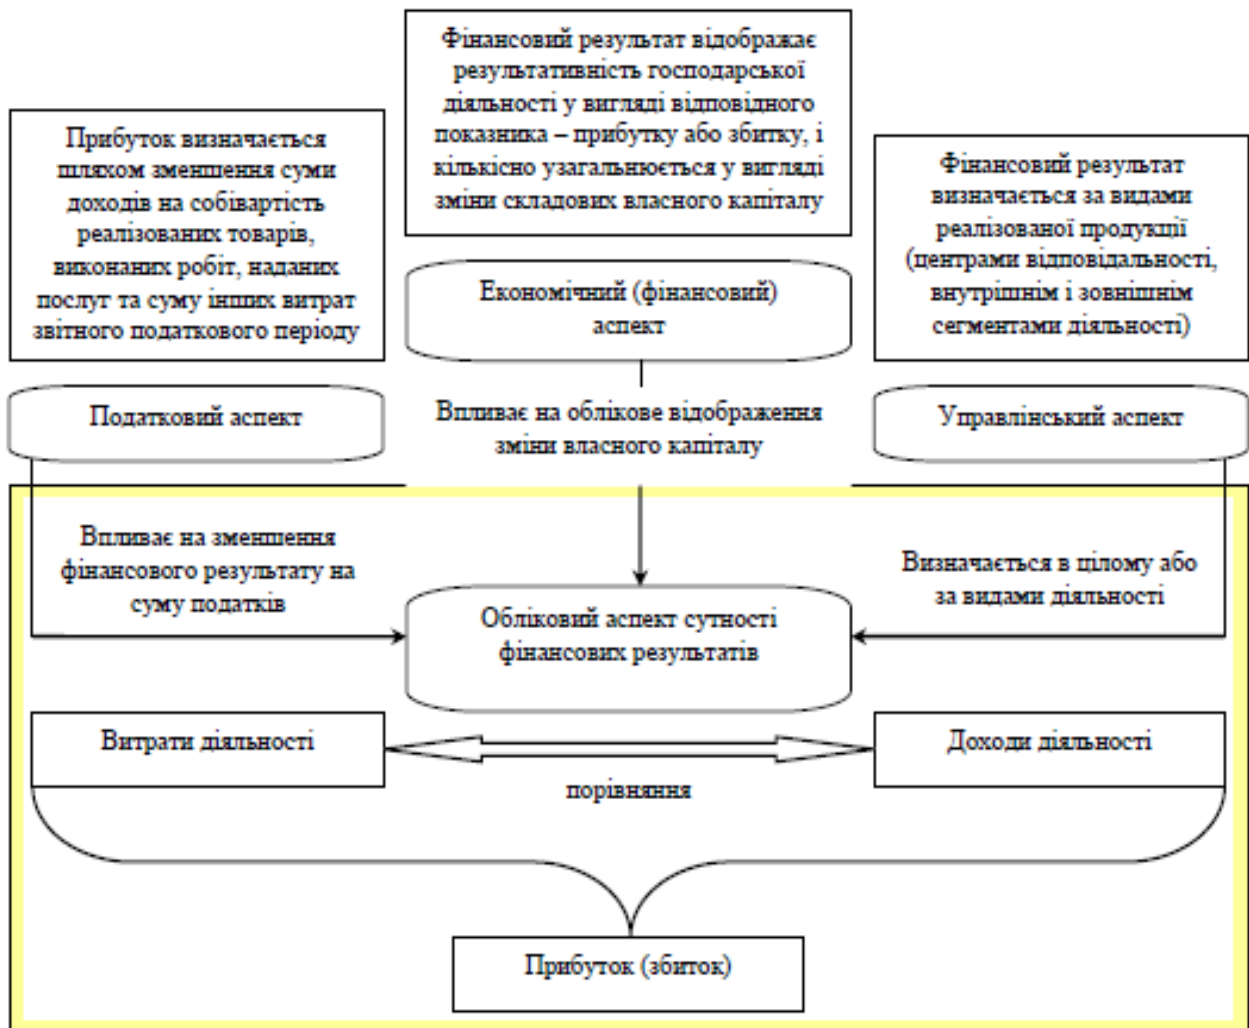 Фінансовий результат відображає
результативність господарської
діяльності у вигляді відповідного
показника – прибутку або збитку, і
кількісно узагальнюється у вигляді
зміни складових власного капіталу
Прибуток визначається
шляхом зменшення суми
доходів на собівартість
реалізованих товарів,
виконаних робіт, наданих
послуг та суму інших витрат
звітного податкового періоду
Фінансовий результат
визначається за видами
реалізованої продукції
(центрами відповідальності,
внутрішнім і зовнішнім
сегментами діяльності)
Економічний (фінансовий)
аспект
Податковий аспект
Впливає на облікове відображення
зміни власного капіталу
Управлінський аспект
Впливає на зменшення
фінансового результату на
суму податків
Визначається в цілому або
за видами діяльності
Обліковий аспект сутності
фінансових результатів
Витрати діяльності
Доходи діяльності
порівняння
Прибуток (збиток)